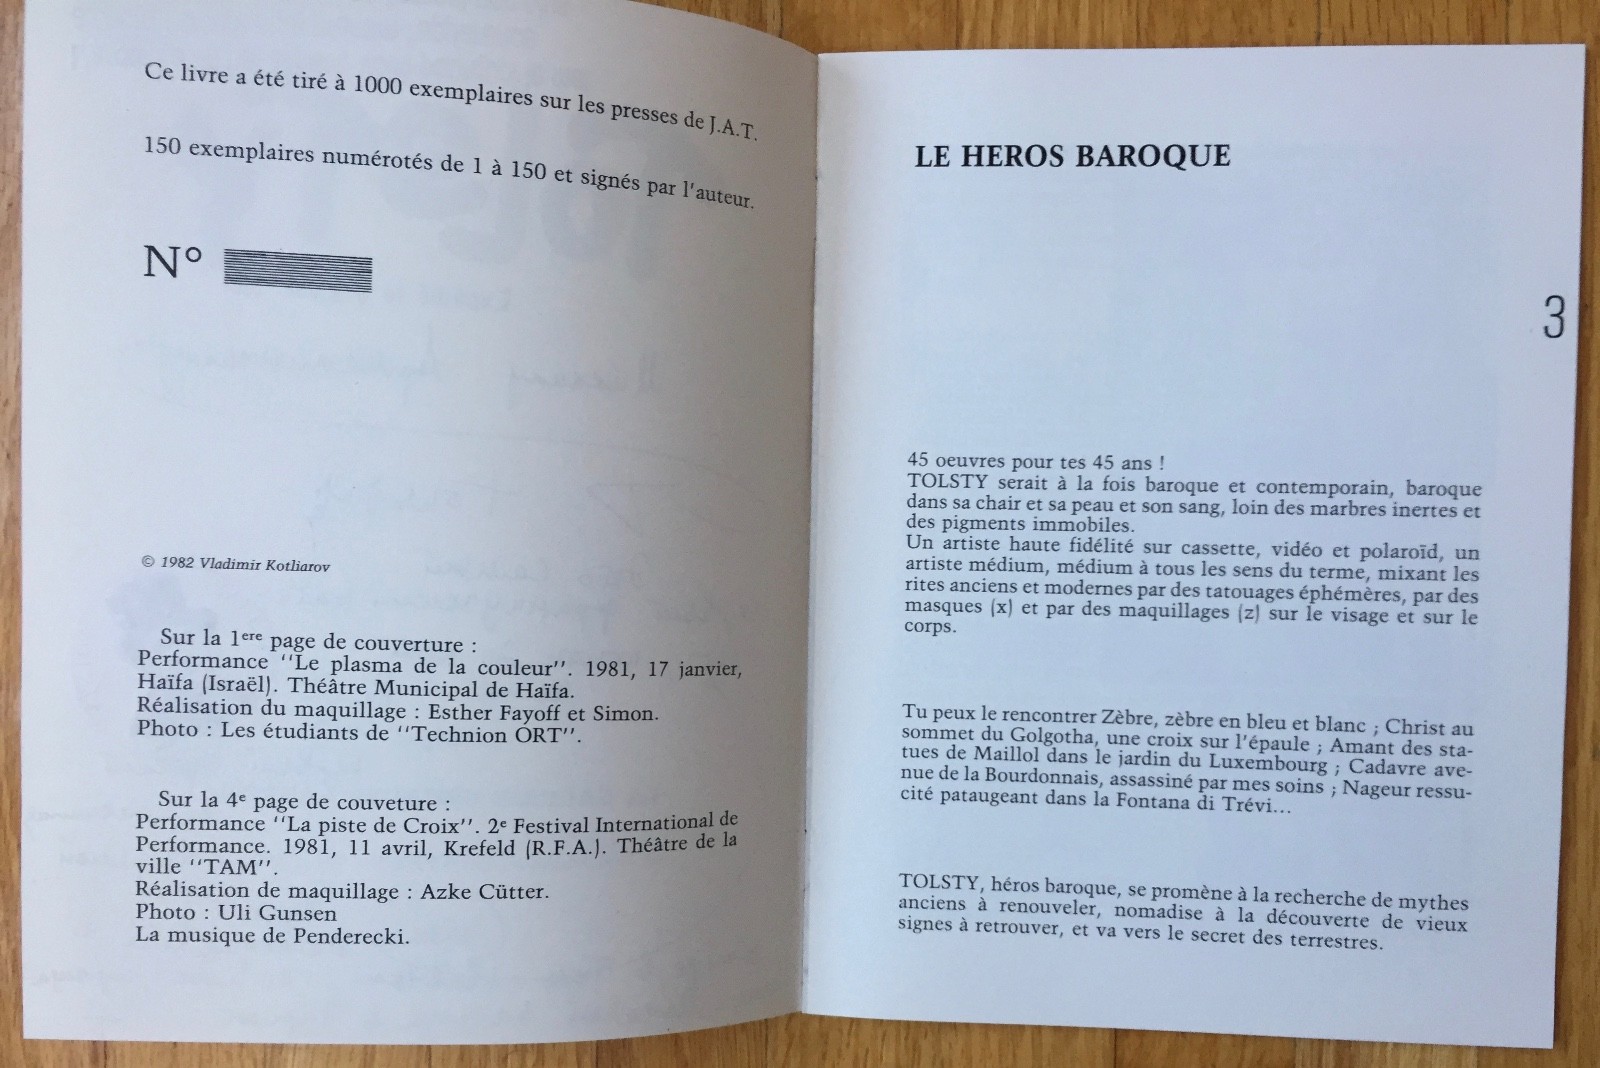 Ce livre a été tiré à 1000 exemplaires sur les presses de J.A.T.
150 exemplaires numérotés de 1 à 150 et signés par l'auteur.
N°
© 1982 Vladimir Kotliarov
Sur la 1ere page de couverture :
Performance ''Le plasma de la couleur''. 1981, 17 janvier,
Haïfa (Israël). Théâtre Municipal de Haïfa.
Réalisation du maquillage : Esther Fayoff et Simon.
Photo : Les étudiants de ''Technion ORT''.
Sur la 4e page de couveture :
Performance ''La piste de Croix''. 2e Festival International de
Performance. 1981, 11 avril, Krefeld (R.F.A.). Théâtre de la
ville ''TAM''.
Réalisation de maquillage : Azke Cütter.
Photo : Uli Gunsen
La musique de Penderecki.
LE HEROS BAROQUE
3
45 oeuvres pour tes 45 ans !
TOLSTY serait à la fois baroque et contemporain, baroque
dans sa chair et sa peau et son sang, loin des marbres inertes et
des pigments immobiles.
Un artiste haute fidélité sur cassette, vidéo et polaroïd, un
artiste médium, médium à tous les sens du terme, mixant les
rites anciens et modernes par des tatouages éphémères, par des
masques (x) et par des maquillages (z) sur le visage et sur le
corps.
Tu peux le rencontrer Zèbre, zèbre en bleu et blanc ; Christ au
sommet du Golgotha, une croix sur l'épaule ; Amant des sta-
tues de Maillol dans le jardin du Luxembourg ; Cadavre ave-
nue de la Bourdonnais, assassiné par mes soins ; Nageur ressu-
cité pataugeant dans la Fontana di Trévi...
TOLSTY, héros baroque, se promène à la recherche de mythes
anciens à renouveler, nomadise à la découverte de vieux
signes à retrouver, et va vers le secret des terrestres.